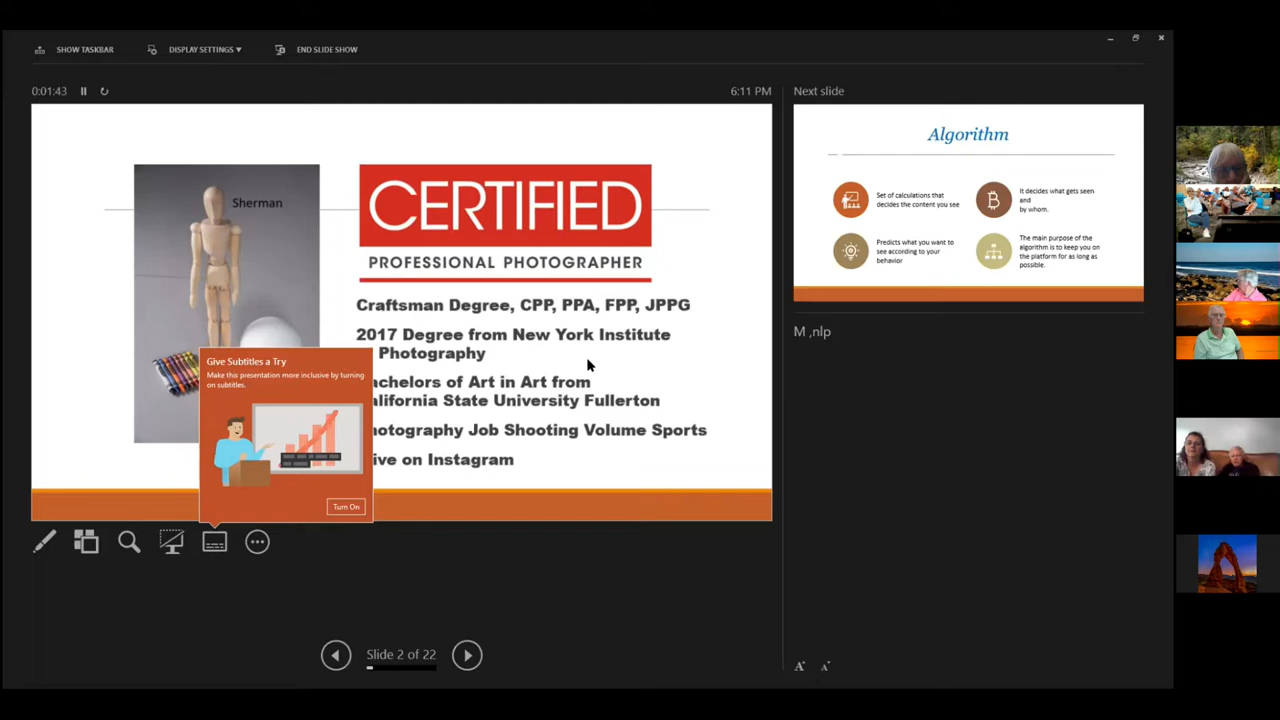 SHOW TASKBAR
DISPLAY SETTINGS ▾
END SLIDE SHOW
0:01:43
6:11 PM
Sherman
CERTIFIED
PROFESSIONAL PHOTOGRAPHER
Craftsman Degree, CPP, PPA, FPP, JPPG
2017 Degree from New York Institute
Photography
achelors of Art in Art from
alifornia State University Fullerton
hotography Job Shooting Volume Sports
ive on Instagram
Give Subtitles a Try
Make this presentation more inclusive by turning
on subtitles.
Turn On
Slide 2 of 22
Next slide
Algorithm
Set of calculations that
decides the content you see
It decides what gets seen
and
by whom.
Predicts what you want to
see according to your
behavior
The main purpose of the
algorithm is to keep you
on the platform for as long as
possible.
M ,nlp
A A